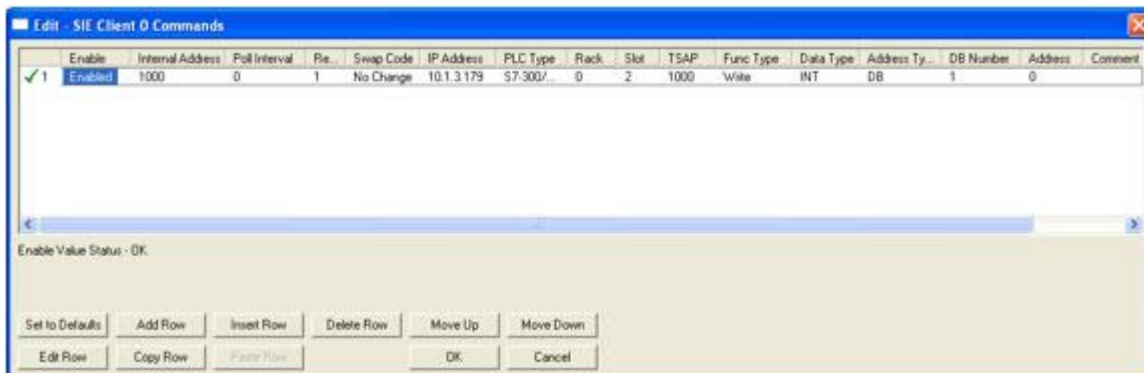 Edit - SIE Client 0 Commands
Enable Internal Address Poll Interval Re... Swap Code IP Address PLC Type Rack Slot TSAP Func Type Data Type Address Ty... DB Number Address Comment
1 Enabled 1000 0 1 No Change 10.1.3.179 S7-300/... 0 2 1000 Write INT DB 1 0
Enable Value Status - OK
Set to Defaults Add Row Insert Row Delete Row Move Up Move Down
Edit Row Copy Row Paste Row OK Cancel